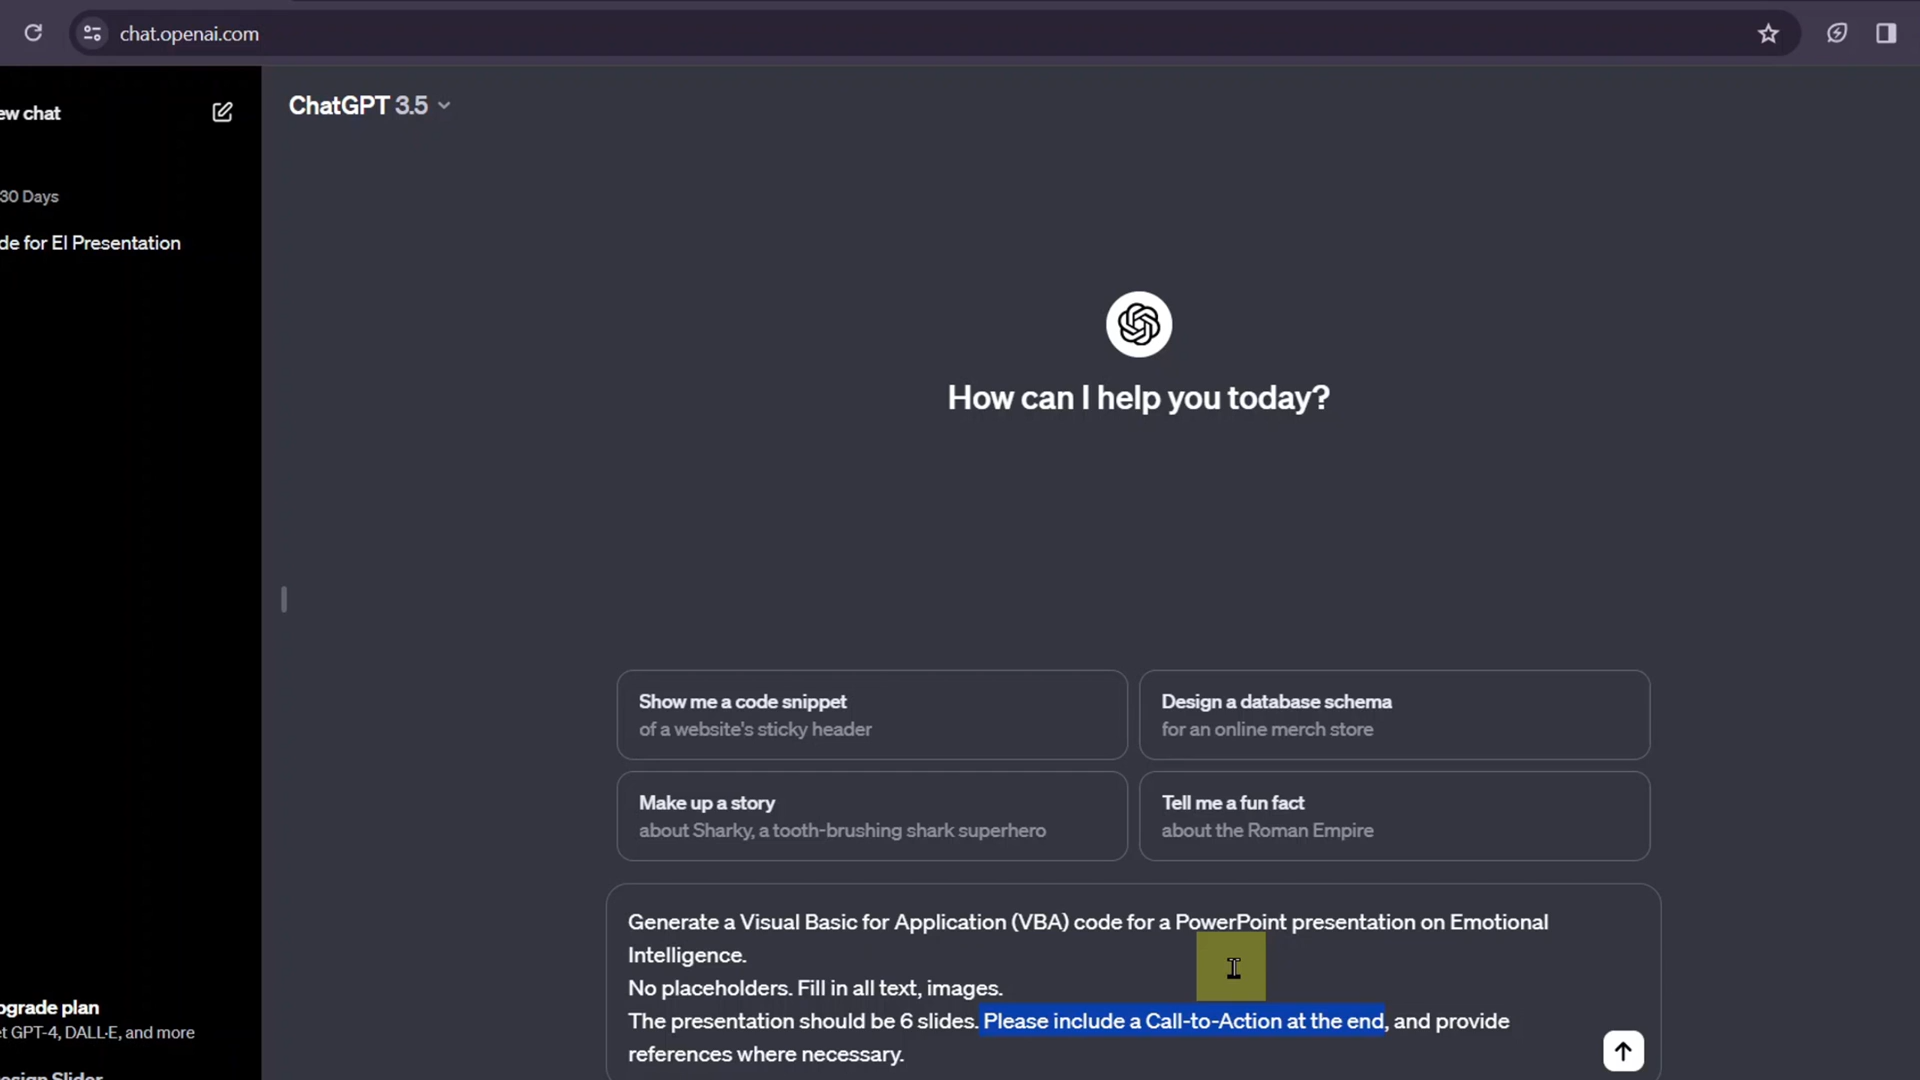 chat.openai.com
ew chat
ChatGPT 3.5
30 Days
de for EI Presentation
How can I help you today?
Show me a code snippet
of a website's sticky header
Design a database schema
for an online merch store
Make up a story
about Sharky, a tooth-brushing shark superhero
Tell me a fun fact
about the Roman Empire
Generate a Visual Basic for Application (VBA) code for a PowerPoint presentation on Emotional
Intelligence.
No placeholders. Fill in all text, images.
The presentation should be 6 slides. Please include a Call-to-Action at the end, and provide
references where necessary.
pgrade plan
et GPT-4, DALL·E, and more
esign Slider